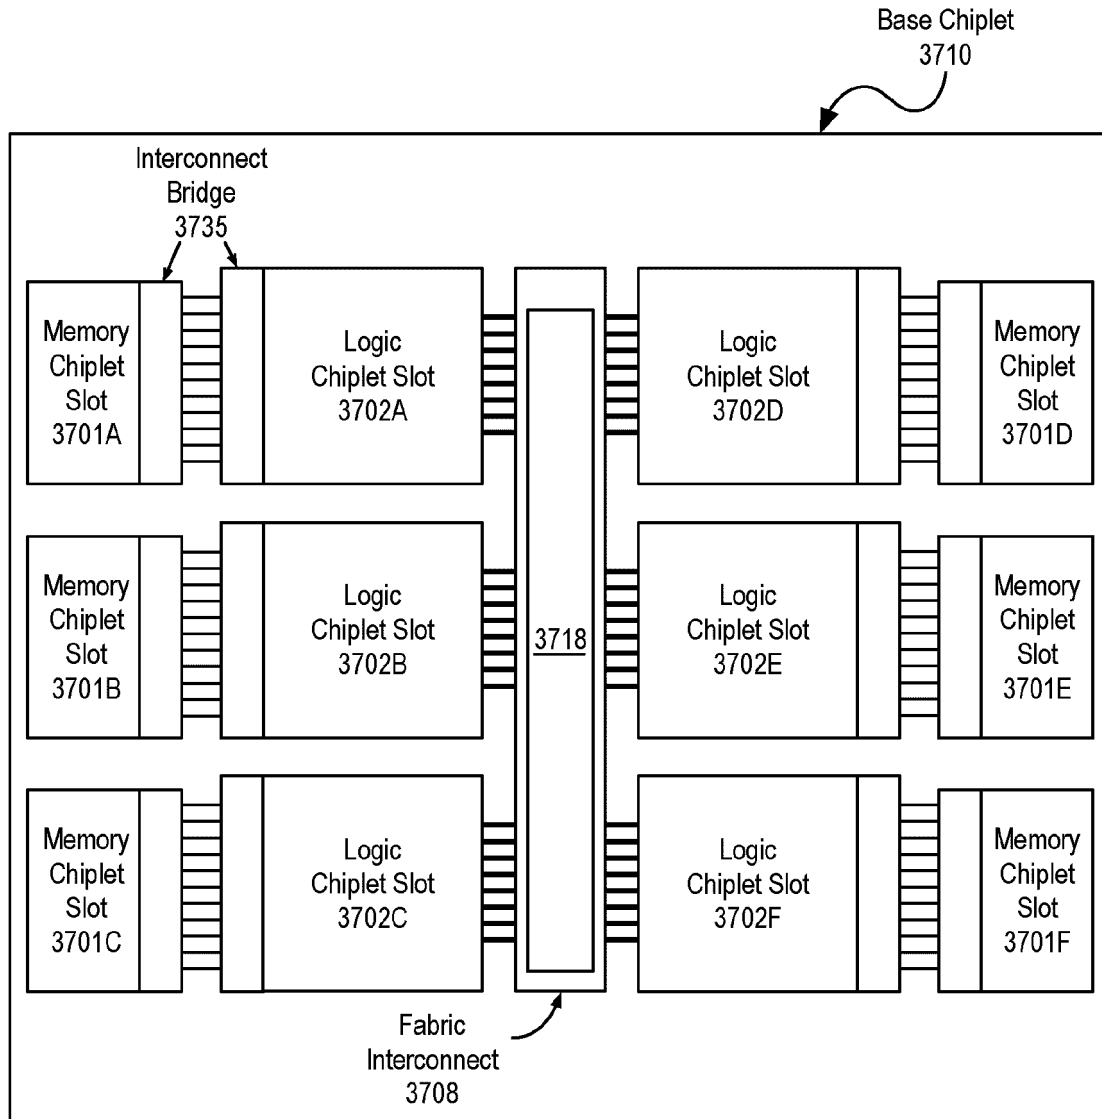 Base Chiplet
3710
Interconnect
Bridge
3735
Memory
Chiplet
Slot
3701A
Logic
Chiplet Slot
3702A
Logic
Chiplet Slot
3702D
Memory
Chiplet
Slot
3701D
Memory
Chiplet
Slot
3701B
Logic
Chiplet Slot
3702B
3718
Logic
Chiplet Slot
3702E
Memory
Chiplet
Slot
3701E
Memory
Chiplet
Slot
3701C
Logic
Chiplet Slot
3702C
Logic
Chiplet Slot
3702F
Memory
Chiplet
Slot
3701F
Fabric
Interconnect
3708